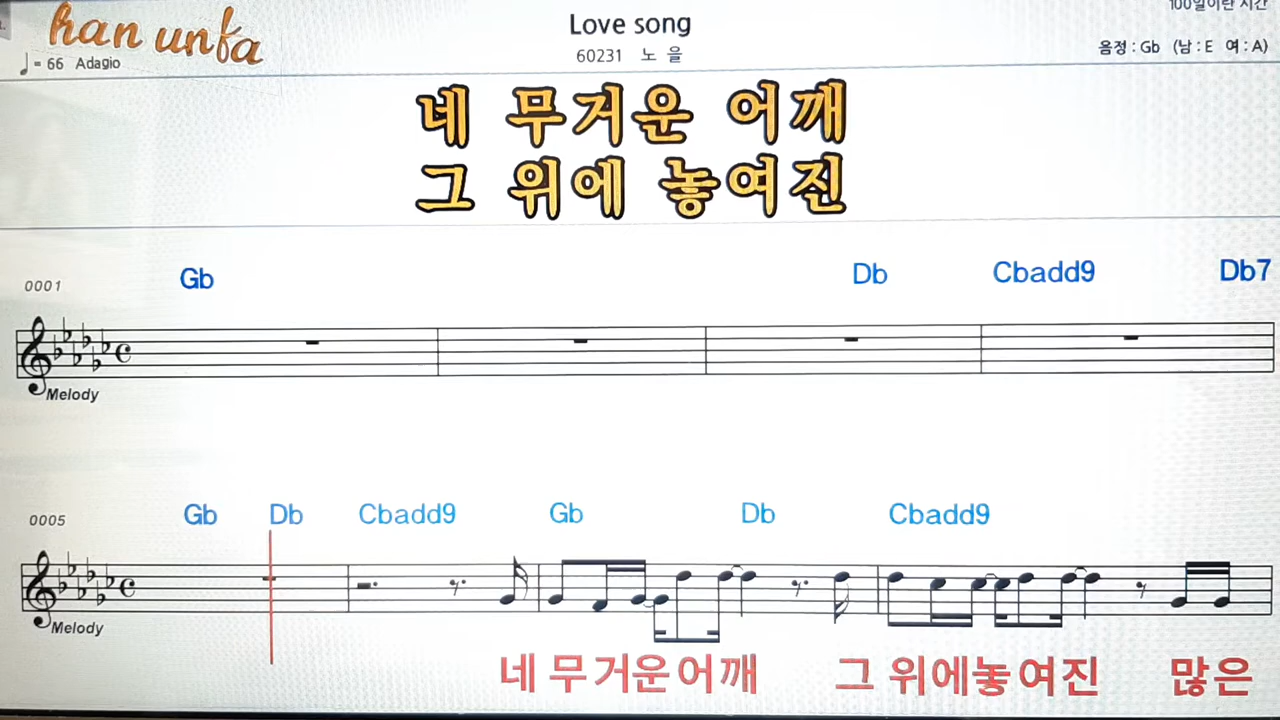 han unfa
Love song
100일이란 시간
60231 노 을
음정 : Gb (남 : E 여 : A)
= 66 Adagio
네 무거운 어깨
그 위에 놓여진
0001 Gb Db Cbadd9 Db7
Melody
0005 Gb Db Cbadd9 Gb Db Cbadd9
Melody
네 무거운어깨 그 위에놓여진 많은